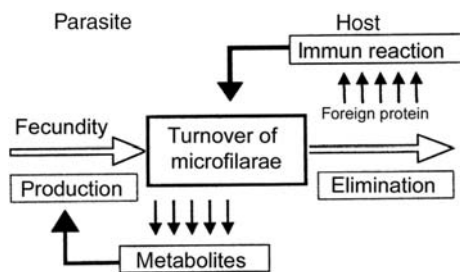 Parasite
Host
Immun reaction
Foreign protein
Fecundity
Turnover of
microfilarae
Production
Elimination
Metabolites